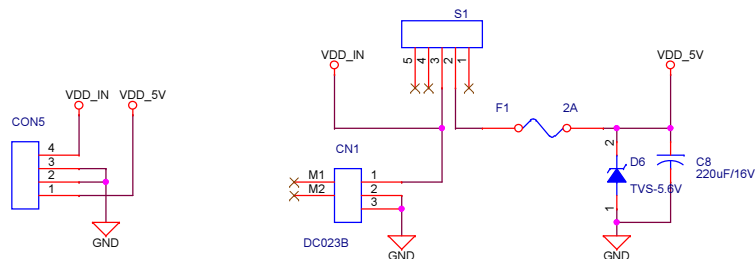 S1
VDD_IN
VDD_5V
5 4 3 2 1
VDD_IN
VDD_5V
F1
2A
CON5
4
3
2
1
CN1
M1
M2
1
2
3
2
D6
TVS-5.6V
1
C8
220uF/16V
GND
DC023B
GND
GND